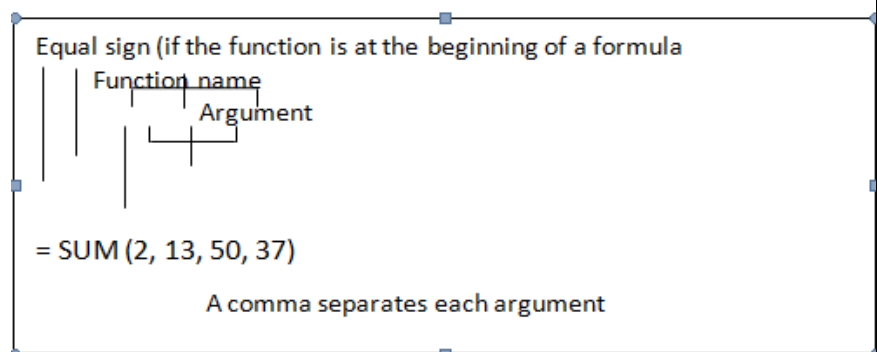 Equal sign (if the function is at the beginning of a formula
Function name
Argument
= SUM (2, 13, 50, 37)
A comma separates each argument